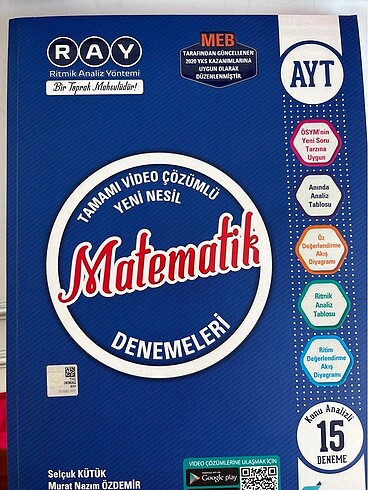 RAY
Ritmik Analiz Yöntemi
Bir Toprak Mahsulüdür!
MEB
TARAFINDAN GÜNCELLENEN
2020 YKS KAZANIMLARINA
UYGUN OLARAK
DÜZENLENMİŞTİR.
AYT
ÖSYM'nin
Yeni Soru
Tarzına
Uygun
Anında
Analiz
Tablosu
Öz
Değerlendirme
Akış
Diyagramı
Ritmik
Analiz
Tablosu
Ritim
Değerlendirme
Akış
Diyagramı
TAMAMI VİDEO ÇÖZÜMLÜ
YENİ NESİL
Matematik
DENEMELERİ
Konu Analizli
15
DENEME
Selçuk KÜTÜK
Murat Nazım ÖZDEMİR
VİDEO ÇÖZÜMLERİNE ULAŞMAK İÇİN
Google play